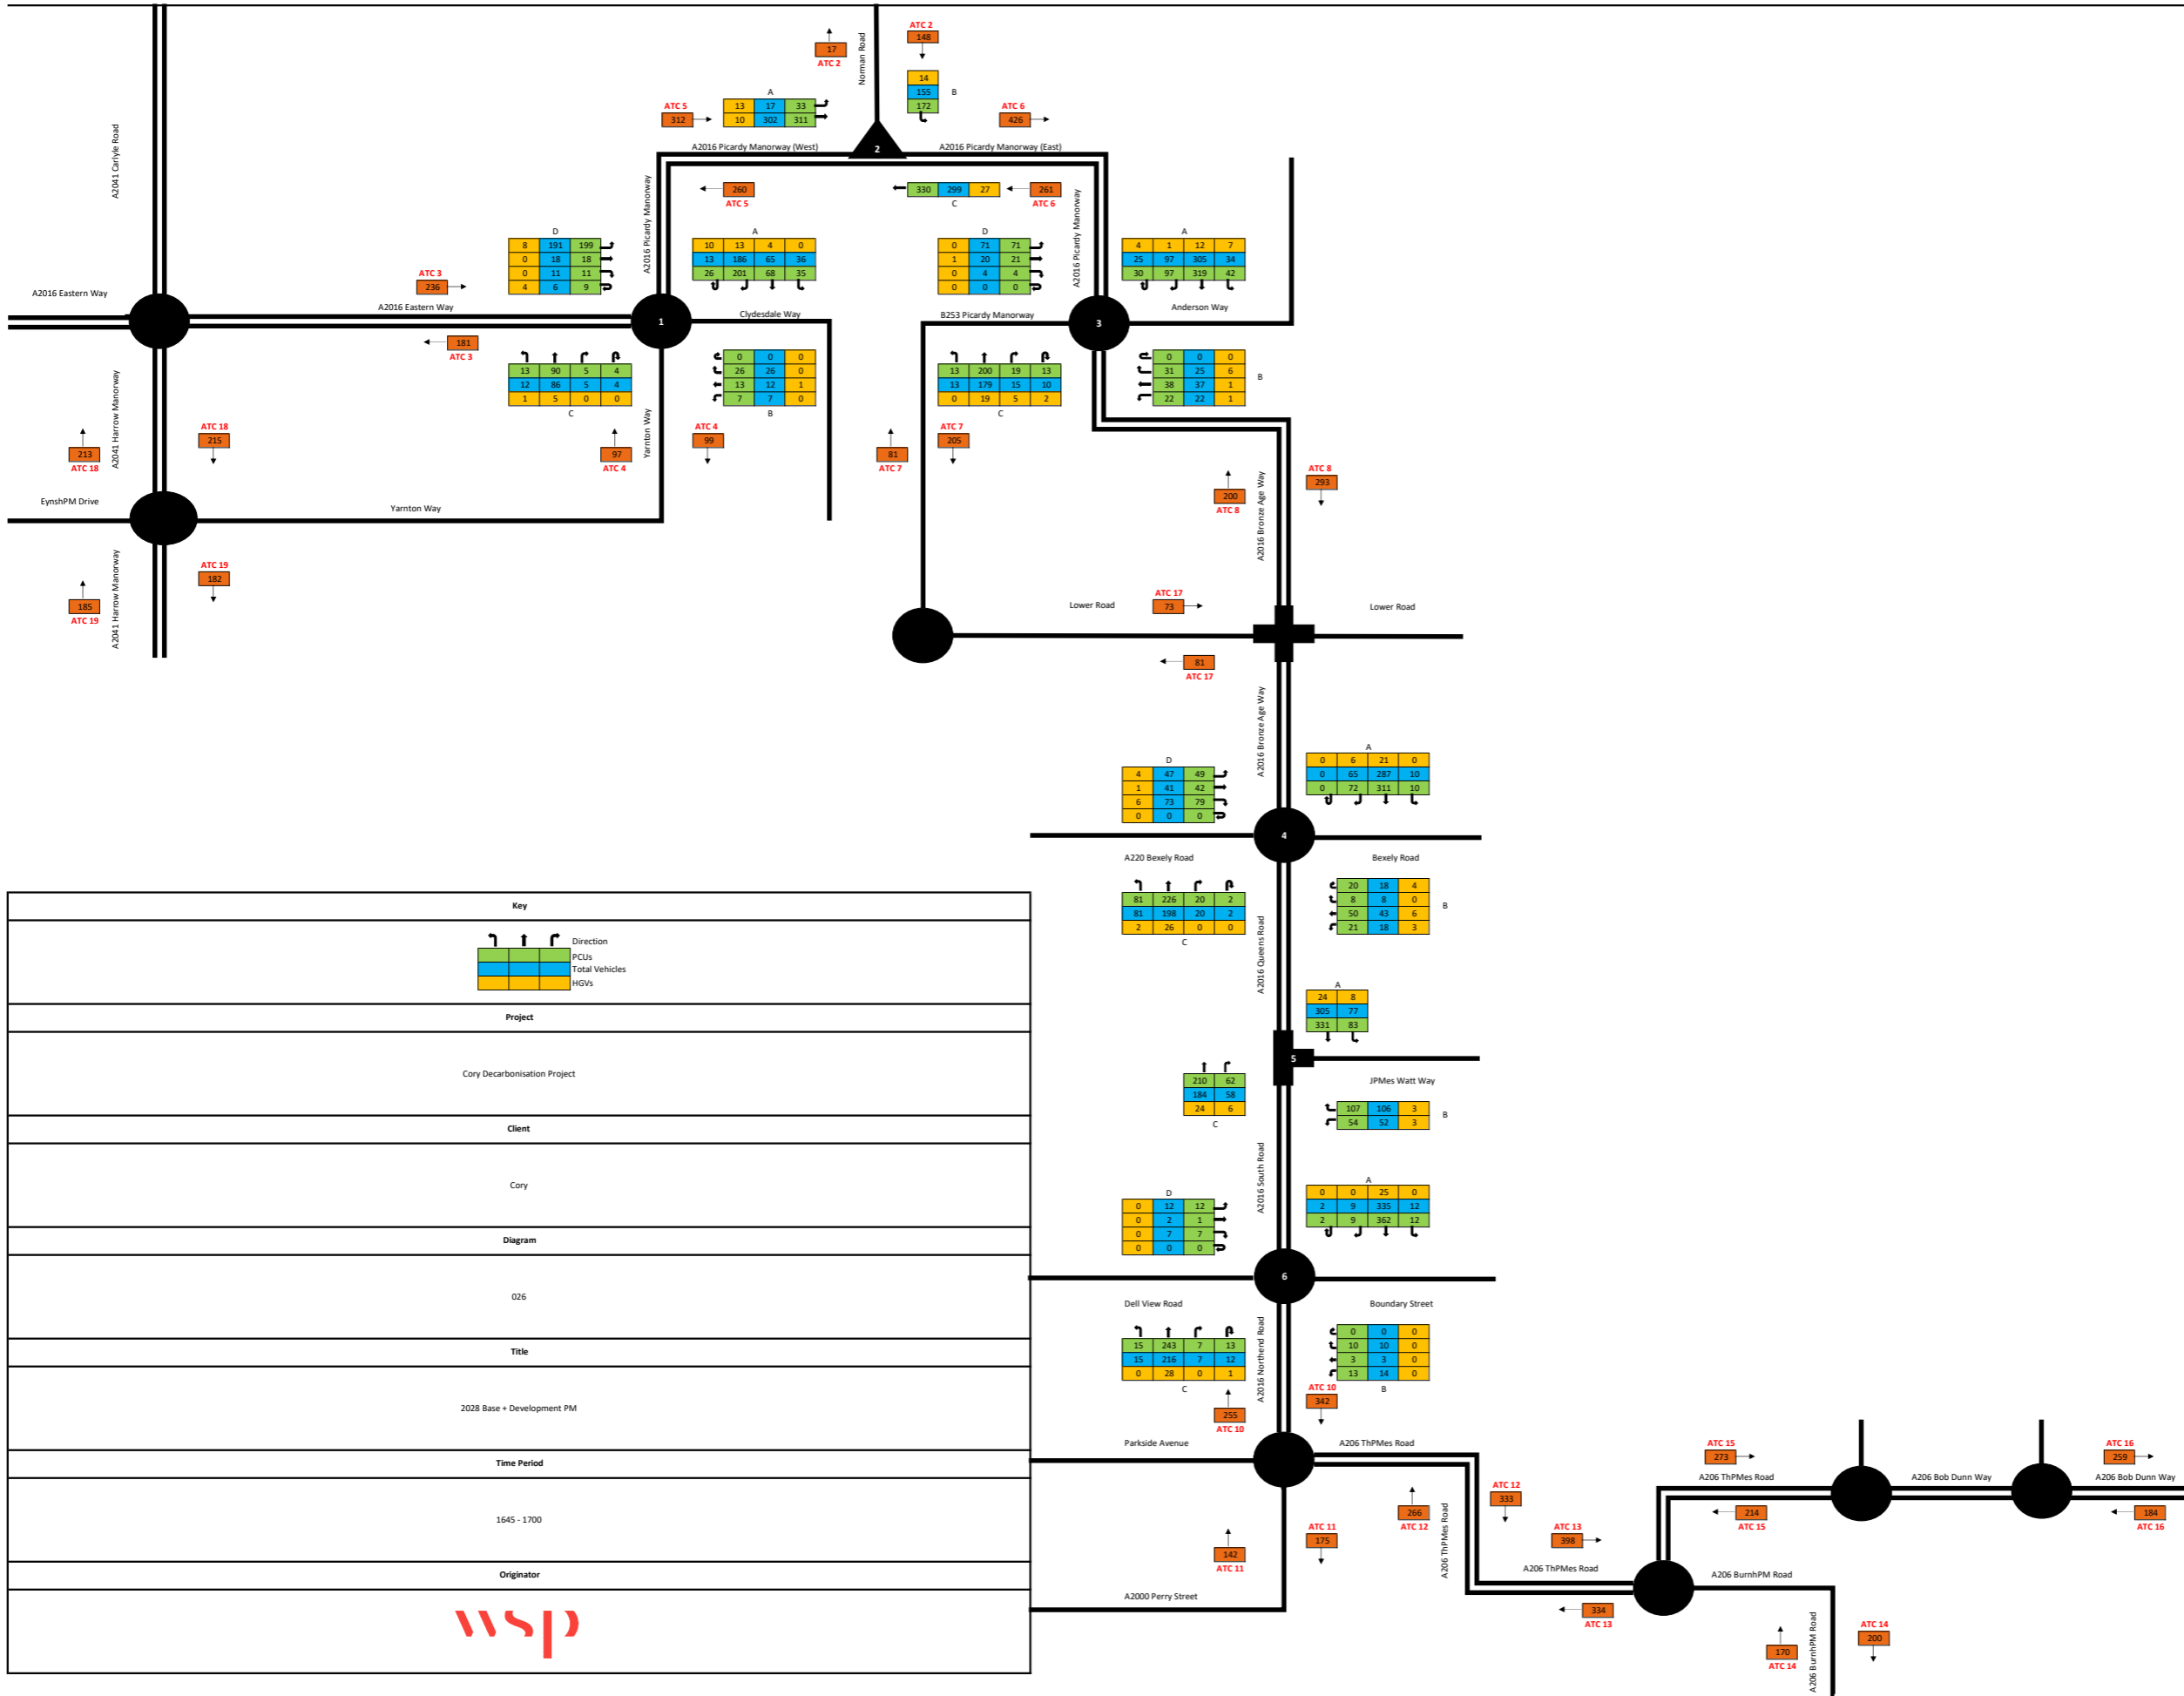 ATC 2
148
17
ATC 2
Norman Road
14
155
172
B
A
13 17 33
10 302 311
ATC 5
312
ATC 6
426
A2016 Picardy Manorway (West)
2
A2016 Picardy Manorway (East)
A2041 Carlyle Road
A2016 Picardy Manorway
260
ATC 5
330 299 27
C
261
ATC 6
A2016 Picardy Manorway
D
8 191 199
0 18 18
0 11 11
4 6 9
A
10 13 4 0
13 186 65 36
26 201 68 35
D
0 71 71
1 20 21
0 4 4
0 0 0
A
4 1 12 7
25 97 305 34
30 97 319 42
ATC 3
236
A2016 Eastern Way
A2016 Eastern Way
1
Clydesdale Way
B253 Picardy Manorway
3
Anderson Way
181
ATC 3
13 90 5 4
12 86 5 4
1 5 0 0
C
0 0 0
26 26 0
13 12 1
7 7 0
B
13 200 19 13
13 179 15 10
0 19 5 2
C
0 0 0
31 25 6
38 37 1
22 22 1
B
A2041 Harrow Manorway
213
ATC 18
ATC 18
215
97
ATC 4
Yarnton Way
ATC 4
99
81
ATC 7
ATC 7
205
200
ATC 8
A2016 Bronze Age Way
ATC 8
293
EynshPM Drive
Yarnton Way
185
ATC 19
A2041 Harrow Manorway
ATC 19
182
Lower Road
ATC 17
73
Lower Road
81
ATC 17
A2016 Bronze Age Way
D
4 47 49
1 41 42
6 73 79
0 0 0
A
0 6 21 0
0 65 287 10
0 72 311 10
4
A220 Bexely Road
Bexely Road
81 226 20 2
81 198 20 2
2 26 0 0
C
20 18 4
8 8 0
50 43 6
21 18 3
B
A2016 Queens Road
A
24 8
305 77
331 83
5
JPMes Watt Way
210 62
184 58
24 6
C
107 106 3
54 52 3
B
A2016 South Road
D
0 12 12
0 2 1
0 7 7
0 0 0
A
0 0 25 0
2 9 335 12
2 9 362 12
6
Dell View Road
Boundary Street
15 243 7 13
15 216 7 12
0 28 0 1
C
0 0 0
10 10 0
3 3 0
13 14 0
B
A2016 Northend Road
255
ATC 10
ATC 10
342
Parkside Avenue
A206 ThPMes Road
142
ATC 11
ATC 11
175
A2000 Perry Street
266
ATC 12
A206 ThPMes Road
ATC 12
333
ATC 13
398
A206 ThPMes Road
334
ATC 13
ATC 15
273
A206 ThPMes Road
214
ATC 15
A206 Bob Dunn Way
ATC 16
259
A206 Bob Dunn Way
184
ATC 16
A206 BurnhPM Road
170
ATC 14
A206 BurnhPM Road
ATC 14
200
Key
Direction
PCUs
Total Vehicles
HGVs
Project
Cory Decarbonisation Project
Client
Cory
Diagram
026
Title
2028 Base + Development PM
Time Period
1645 - 1700
Originator
wsp